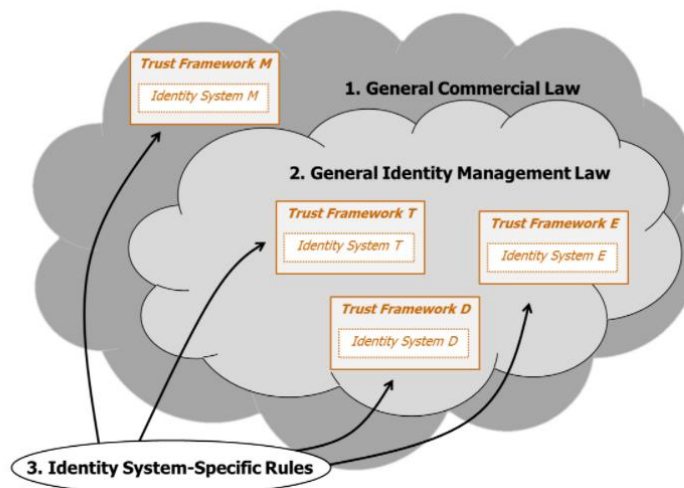 Trust Framework M
Identity System M
1. General Commercial Law
2. General Identity Management Law
Trust Framework T
Identity System T
Trust Framework E
Identity System E
Trust Framework D
Identity System D
3. Identity System-Specific Rules